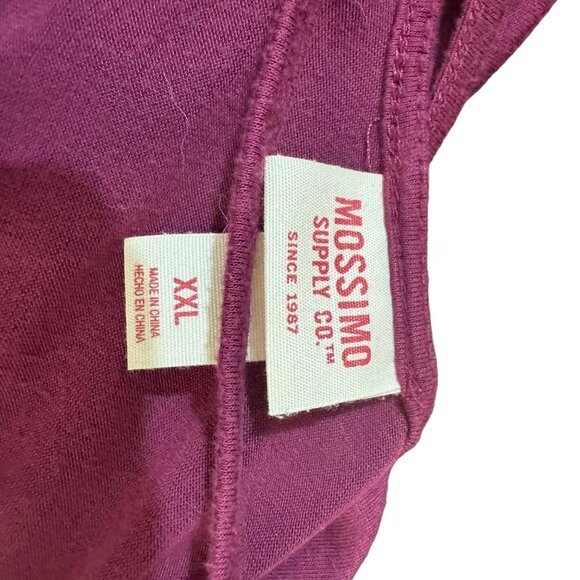 MOSSIMO
SUPPLY CO.™
SINCE 1987
XXL
MADE IN CHINA
HECHO EN CHINA